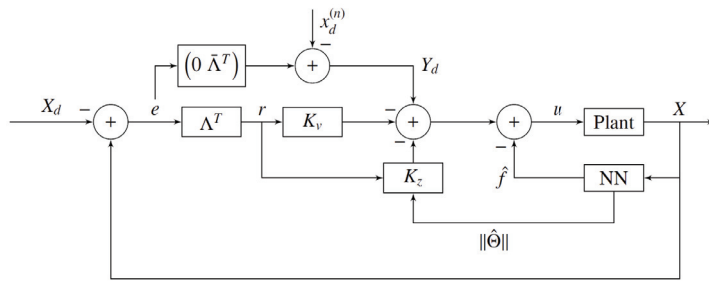 x_d^{(n)}
−
(0 Λ̄^T) + Y_d
X_d − + e Λ^T r K_v − + + u Plant X
− −
K_z f̂ NN
||Θ̂||